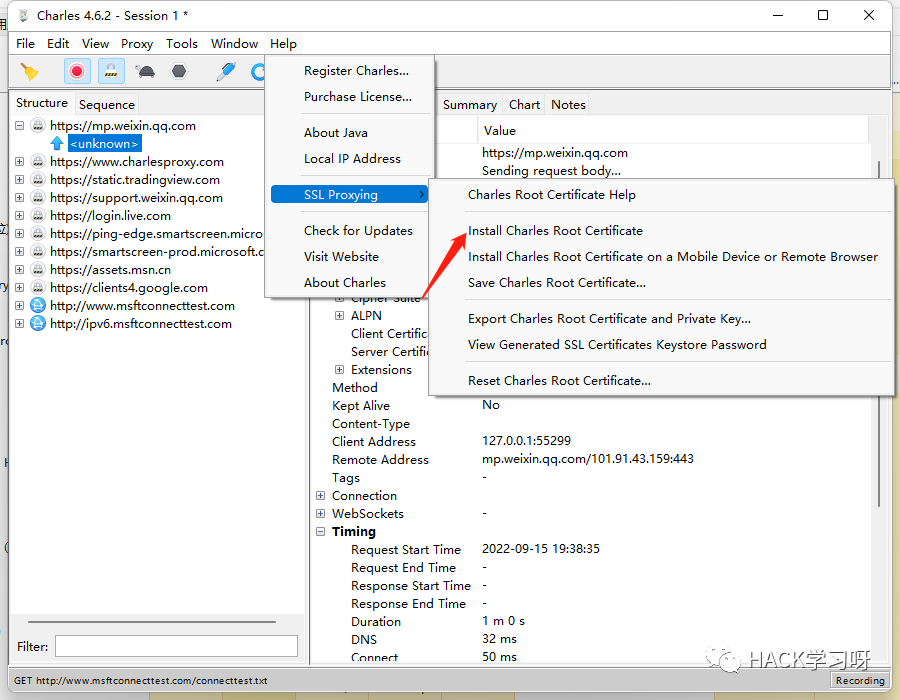 Charles 4.6.2 - Session 1 *
File Edit View Proxy Tools Window Help
Structure Sequence
https://mp.weixin.qq.com
<unknown>
https://www.charlesproxy.com
https://static.tradingview.com
https://support.weixin.qq.com
https://login.live.com
https://ping-edge.smartscreen.micro
https://smartscreen-prod.microsoft.c
https://assets.msn.cn
https://clients4.google.com
http://www.msftconnecttest.com
http://ipv6.msftconnecttest.com
Filter:
Register Charles...
Purchase License...
About Java
Local IP Address
SSL Proxying
Check for Updates
Visit Website
About Charles
Summary Chart Notes
Value
https://mp.weixin.qq.com
Sending request body...
Charles Root Certificate Help
Install Charles Root Certificate
Install Charles Root Certificate on a Mobile Device or Remote Browser
Save Charles Root Certificate...
Export Charles Root Certificate and Private Key...
View Generated SSL Certificates Keystore Password
Reset Charles Root Certificate...
Cipher Suite
ALPN
Client Certific
Server Certifi
Extensions
Method
Kept Alive No
Content-Type
Client Address 127.0.0.1:55299
Remote Address mp.weixin.qq.com/101.91.43.159:443
Tags -
Connection
WebSockets -
Timing
Request Start Time 2022-09-15 19:38:35
Request End Time -
Response Start Time -
Response End Time -
Duration 1 m 0 s
DNS 32 ms
Connect 50 ms
HACK学习呀
GET http://www.msftconnecttest.com/connecttest.txt
Recording